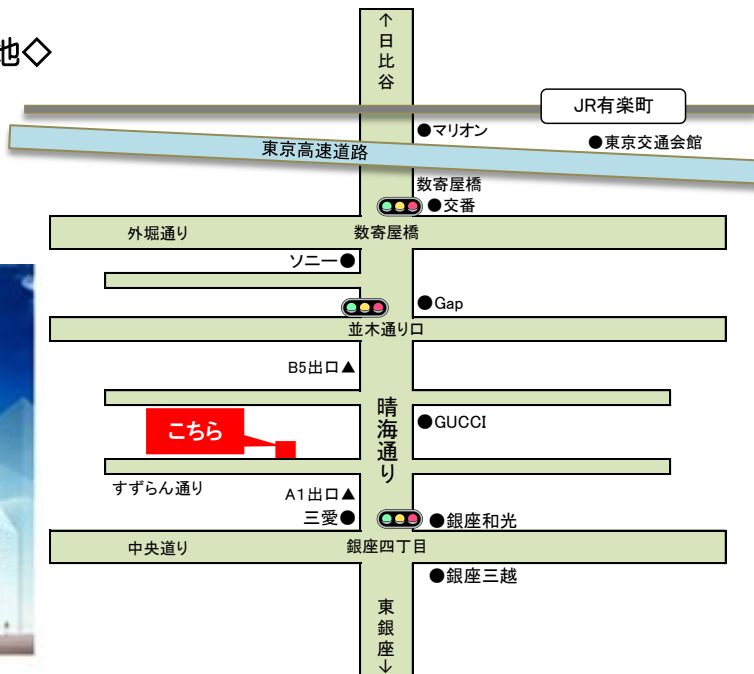 地◇
↑日比谷
JR有楽町
●マリオン
●東京交通会館
東京高速道路
数寄屋橋
●交番
外堀通り
数寄屋橋
ソニー●
●Gap
並木通り口
B5出口▲
晴海通り
●GUCCI
こちら
すずらん通り
A1出口▲
三愛●
●銀座和光
中央道り
銀座四丁目
●銀座三越
東銀座↓